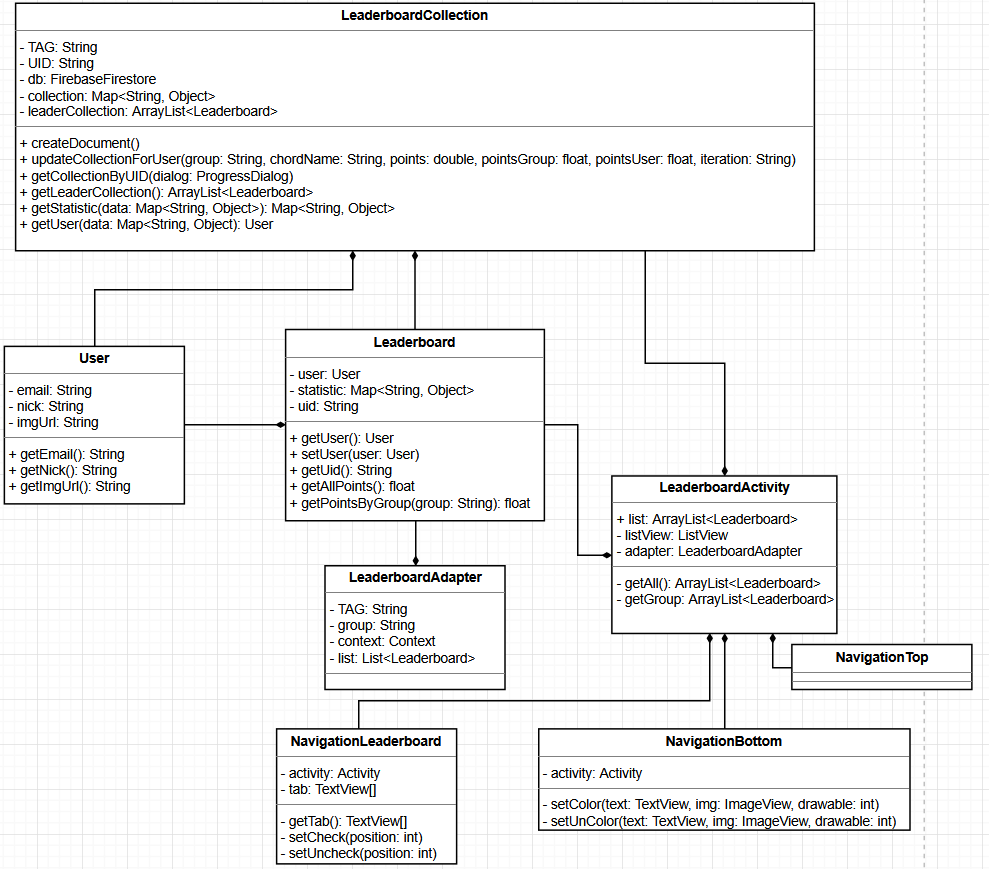 LeaderboardCollection
- TAG: String
- UID: String
- db: FirebaseFirestore
- collection: Map<String, Object>
- leaderCollection: ArrayList<Leaderboard>
+ createDocument()
+ updateCollectionForUser(group: String, chordName: String, points: double, pointsGroup: float, pointsUser: float, iteration: String)
+ getCollectionByUID(dialog: ProgressDialog)
+ getLeaderCollection(): ArrayList<Leaderboard>
+ getStatistic(data: Map<String, Object>): Map<String, Object>
+ getUser(data: Map<String, Object): User
User
- email: String
- nick: String
- imgUrl: String
+ getEmail(): String
+ getNick(): String
+ getImgUrl(): String
Leaderboard
- user: User
- statistic: Map<String, Object>
- uid: String
+ getUser(): User
+ setUser(user: User)
+ getUid(): String
+ getAllPoints(): float
+ getPointsByGroup(group: String): float
LeaderboardActivity
+ list: ArrayList<Leaderboard>
- listView: ListView
- adapter: LeaderboardAdapter
- getAll(): ArrayList<Leaderboard>
- getGroup: ArrayList<Leaderboard>
LeaderboardAdapter
- TAG: String
- group: String
- context: Context
- list: List<Leaderboard>
NavigationTop
NavigationLeaderboard
- activity: Activity
- tab: TextView[]
- getTab(): TextView[]
- setCheck(position: int)
- setUncheck(position: int)
NavigationBottom
- activity: Activity
- setColor(text: TextView, img: ImageView, drawable: int)
- setUnColor(text: TextView, img: ImageView, drawable: int)